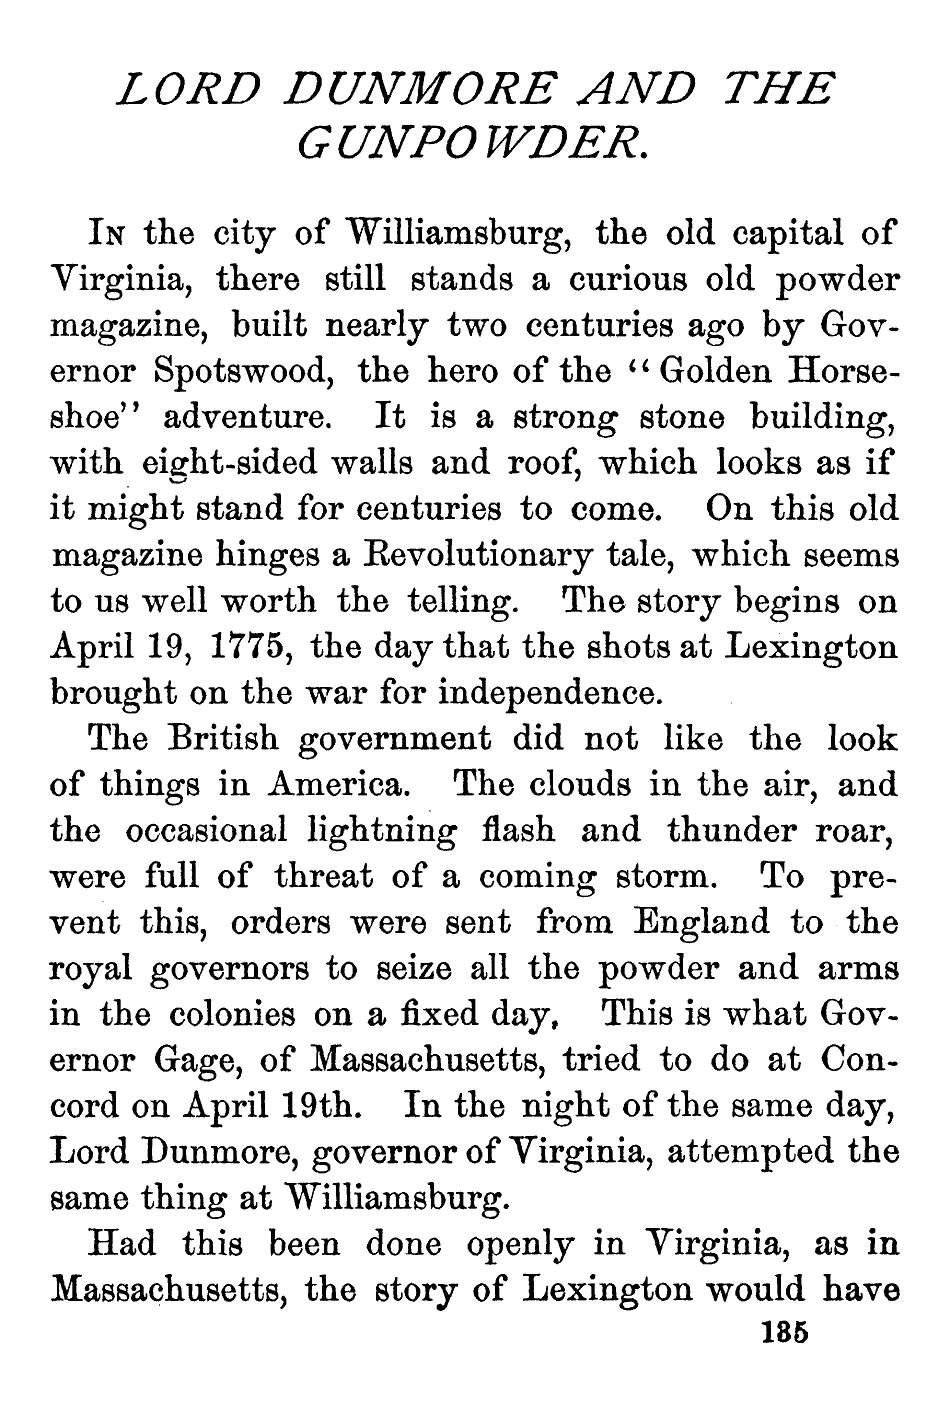 LORD DUNMORE AND THE
GUNPOWDER.
IN the city of Williamsburg, the old capital of
Virginia, there still stands a curious old powder
magazine, built nearly two centuries ago by Gov-
ernor Spotswood, the hero of the “Golden Horse-
shoe” adventure. It is a strong stone building,
with eight-sided walls and roof, which looks as if
it might stand for centuries to come. On this old
magazine hinges a Revolutionary tale, which seems
to us well worth the telling. The story begins on
April 19, 1775, the day that the shots at Lexington
brought on the war for independence.
The British government did not like the look
of things in America. The clouds in the air, and
the occasional lightning flash and thunder roar,
were full of threat of a coming storm. To pre-
vent this, orders were sent from England to the
royal governors to seize all the powder and arms
in the colonies on a fixed day, This is what Gov-
ernor Gage, of Massachusetts, tried to do at Con-
cord on April 19th. In the night of the same day,
Lord Dunmore, governor of Virginia, attempted the
same thing at Williamsburg.
Had this been done openly in Virginia, as in
Massachusetts, the story of Lexington would have
185